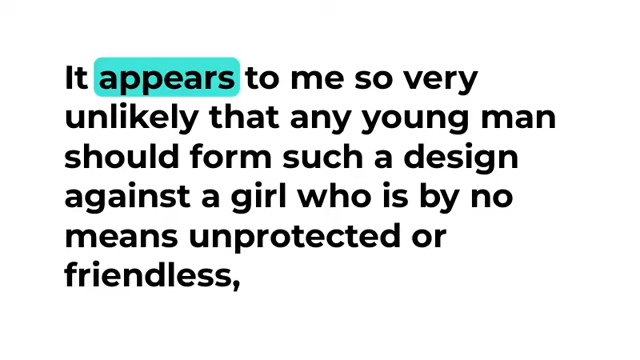 It appears to me so very
unlikely that any young man
should form such a design
against a girl who is by no
means unprotected or
friendless,